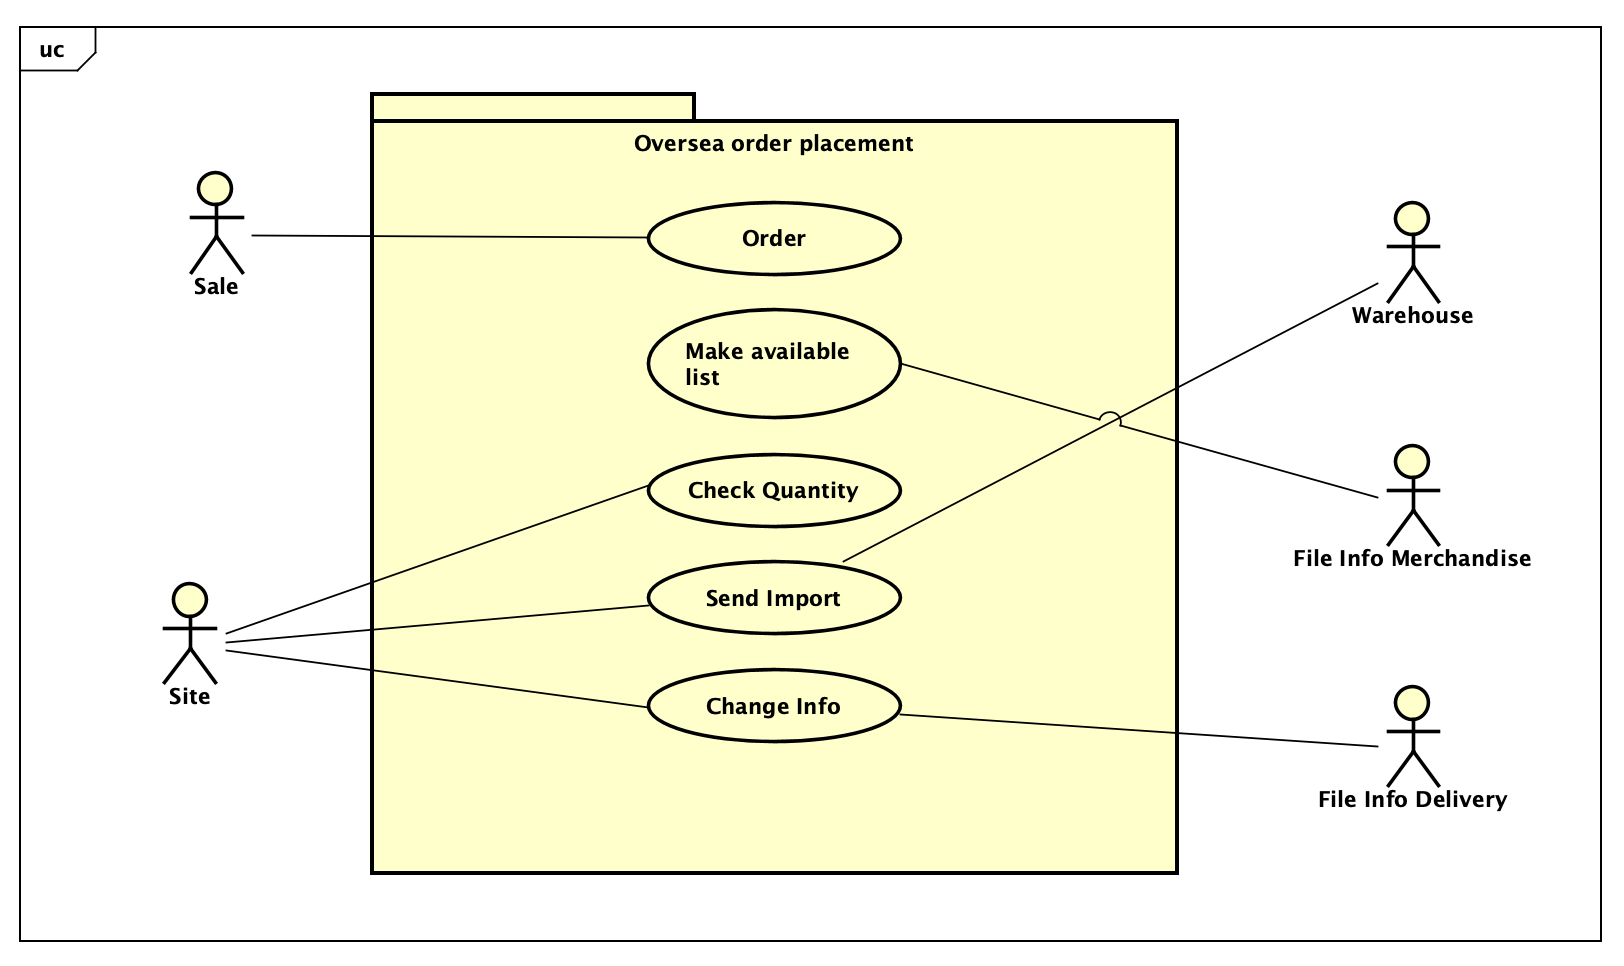 uc
Oversea order placement
Sale
Order
Warehouse
Make available
list
Check Quantity
File Info Merchandise
Send Import
Site
Change Info
File Info Delivery